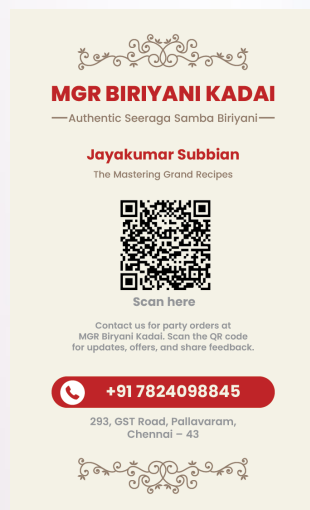 MGR BIRIYANI KADAI
Authentic Seeraga Samba Biriyani
Jayakumar Subbian
The Mastering Grand Recipes
Scan here
Contact us for party orders at
MGR Biryani Kadai. Scan the QR code
for updates, offers, and share feedback.
+91 7824098845
293, GST Road, Pallavaram,
Chennai – 43